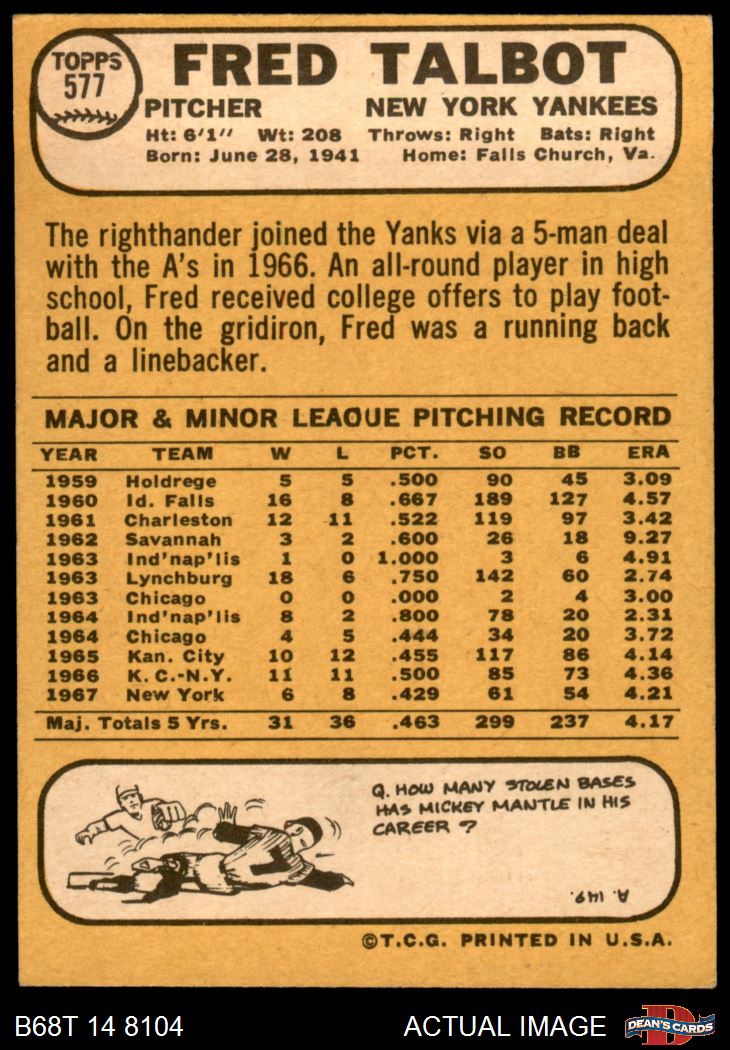 TOPPS
577
FRED TALBOT
PITCHER NEW YORK YANKEES
Ht: 6'1" Wt: 208 Throws: Right Bats: Right
Born: June 28, 1941 Home: Falls Church, Va.
The righthander joined the Yanks via a 5-man deal
with the A's in 1966. An all-round player in high
school, Fred received college offers to play foot-
ball. On the gridiron, Fred was a running back
and a linebacker.
MAJOR & MINOR LEAGUE PITCHING RECORD
YEAR TEAM W L PCT. SO BB ERA
1959 Holdrege 5 5 .500 90 45 3.09
1960 Id. Falls 16 8 .667 189 127 4.57
1961 Charleston 12 11 .522 119 97 3.42
1962 Savannah 3 2 .600 26 18 9.27
1963 Ind'nap'lis 1 0 1.000 3 6 4.91
1963 Lynchburg 18 6 .750 142 60 2.74
1963 Chicago 0 0 .000 2 4 3.00
1964 Ind'nap'lis 8 2 .800 78 20 2.31
1964 Chicago 4 5 .444 34 20 3.72
1965 Kan. City 10 12 .455 117 86 4.14
1966 K. C.-N.Y. 11 11 .500 85 73 4.36
1967 New York 6 8 .429 61 54 4.21
Maj. Totals 5 Yrs. 31 36 .463 299 237 4.17
Q. HOW MANY STOLEN BASES
HAS MICKEY MANTLE IN HIS
CAREER ?
A. 149.
©T.C.G. PRINTED IN U.S.A.
B68T 14 8104 ACTUAL IMAGE
D
DEAN'S CARDS